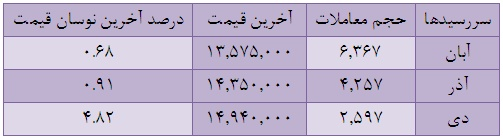 سررسیدها حجم معاملات آخرین قیمت درصد آخرین نوسان قیمت
آبان ۶,۳۶۷ ۱۳,۵۷۵,۰۰۰ ۰.۶۸
آذر ۴,۲۵۷ ۱۴,۳۵۰,۰۰۰ ۰.۹۱
دی ۲,۵۹۷ ۱۴,۹۴۰,۰۰۰ ۴.۸۲